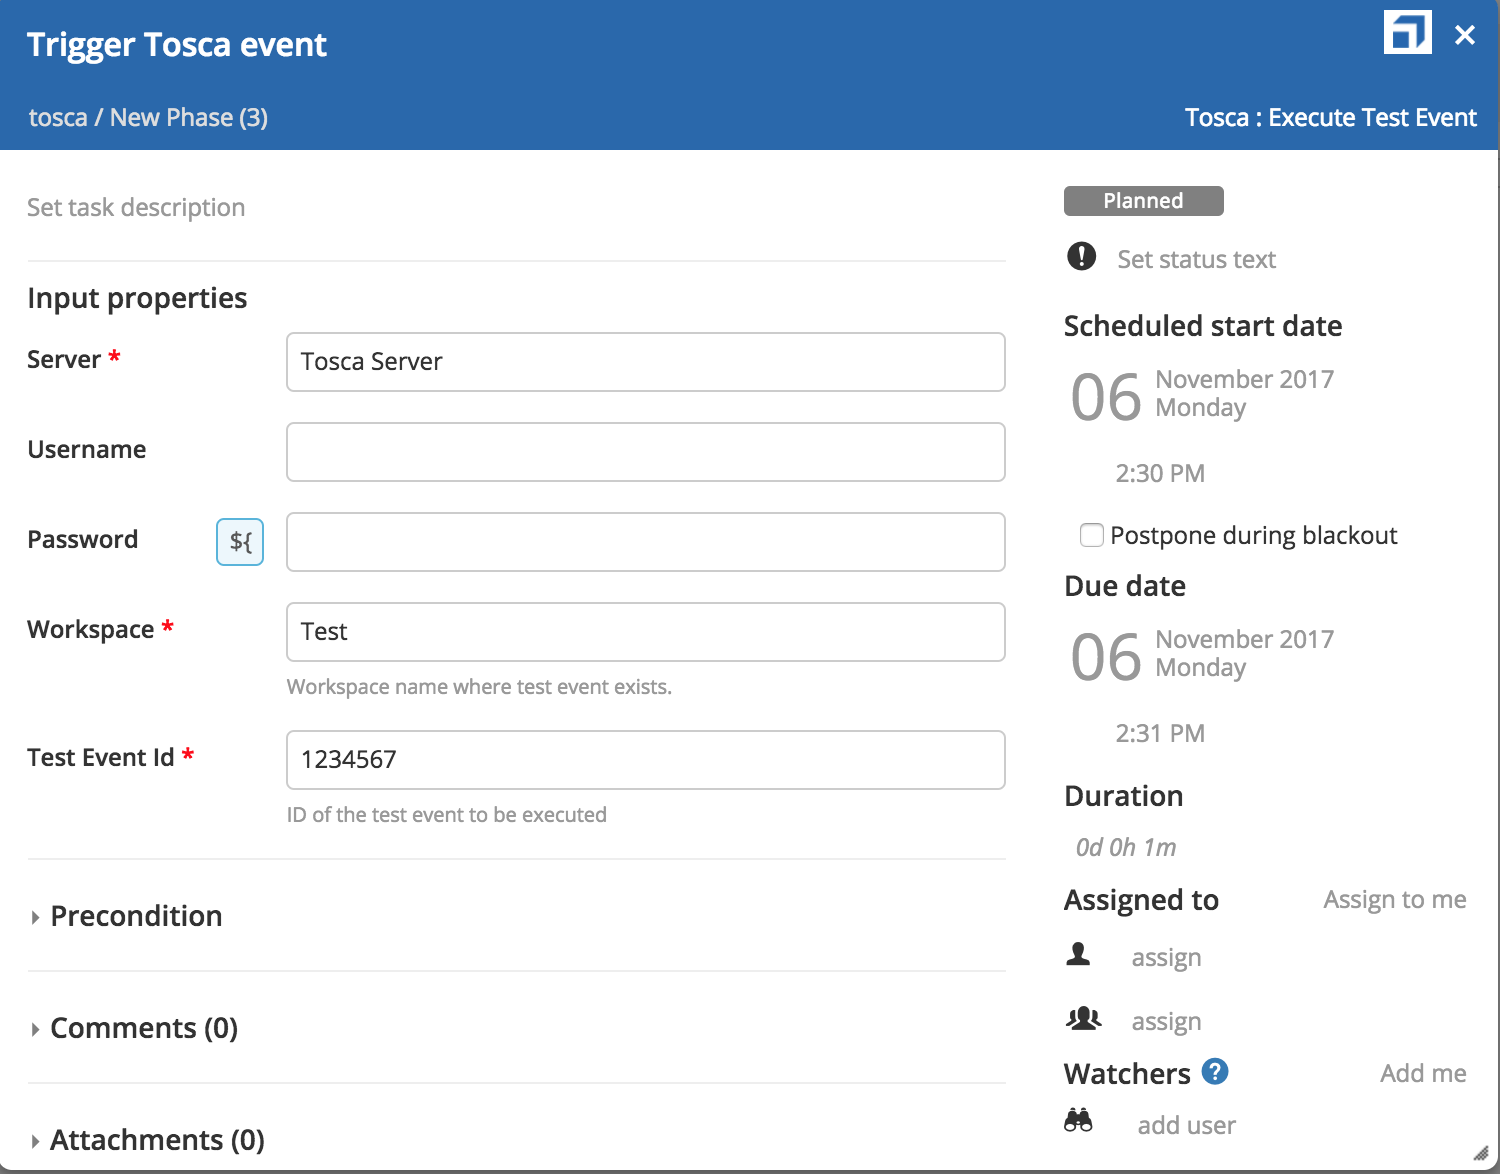 Trigger Tosca event
tosca / New Phase (3)
Tosca : Execute Test Event
Set task description
Input properties
Server *
Tosca Server
Username
Password
${
Workspace *
Test
Workspace name where test event exists.
Test Event Id *
1234567
ID of the test event to be executed
Precondition
Comments (0)
Attachments (0)
Planned
Set status text
Scheduled start date
06
November 2017
Monday
2:30 PM
Postpone during blackout
Due date
06
November 2017
Monday
2:31 PM
Duration
0d 0h 1m
Assigned to
Assign to me
assign
assign
Watchers ?
Add me
add user